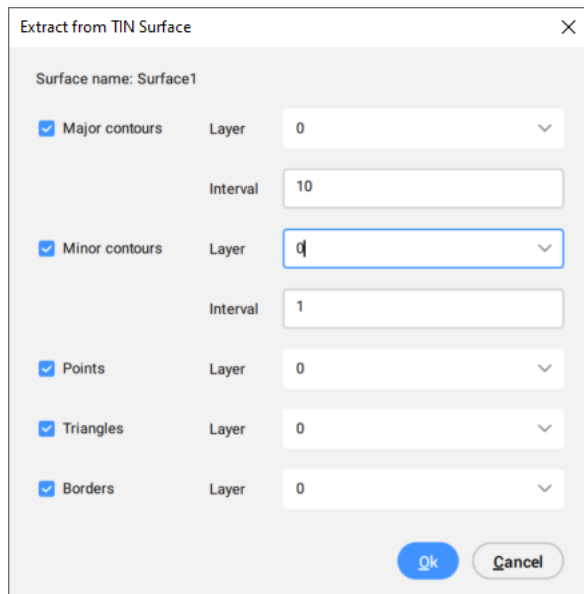 Extract from TIN Surface
Surface name: Surface1
Major contours Layer 0
Interval 10
Minor contours Layer 0
Interval 1
Points Layer 0
Triangles Layer 0
Borders Layer 0
Ok Cancel